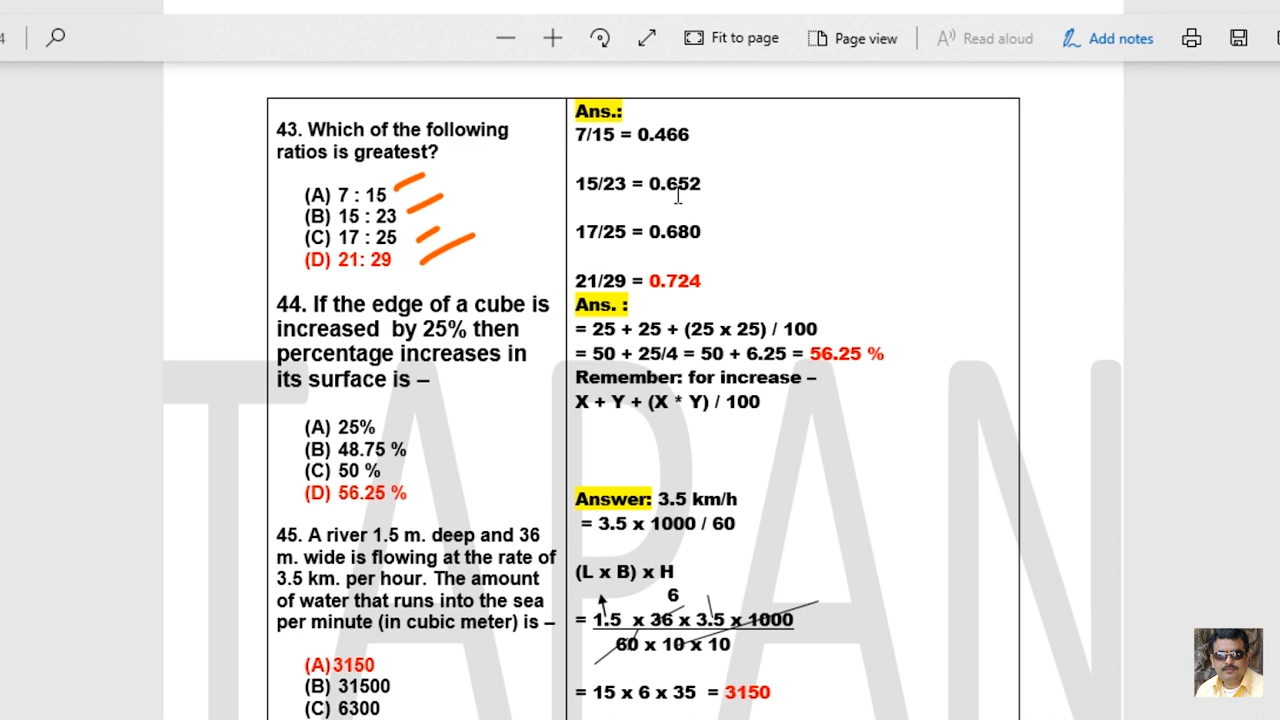 4
Fit to page
Page view
Read aloud
Add notes
43. Which of the following
ratios is greatest?
(A) 7 : 15
(B) 15 : 23
(C) 17 : 25
(D) 21: 29
44. If the edge of a cube is
increased by 25% then
percentage increases in
its surface is –
(A) 25%
(B) 48.75 %
(C) 50 %
(D) 56.25 %
45. A river 1.5 m. deep and 36
m. wide is flowing at the rate of
3.5 km. per hour. The amount
of water that runs into the sea
per minute (in cubic meter) is –
(A)3150
(B) 31500
(C) 6300
Ans.:
7/15 = 0.466
15/23 = 0.652
17/25 = 0.680
21/29 = 0.724
Ans. :
= 25 + 25 + (25 x 25) / 100
= 50 + 25/4 = 50 + 6.25 = 56.25 %
Remember: for increase –
X + Y + (X * Y) / 100
Answer: 3.5 km/h
= 3.5 x 1000 / 60
(L x B) x H
6
= 1.5 x 36 x 3.5 x 1000
60 x 10 x 10
= 15 x 6 x 35 = 3150
TAPAN